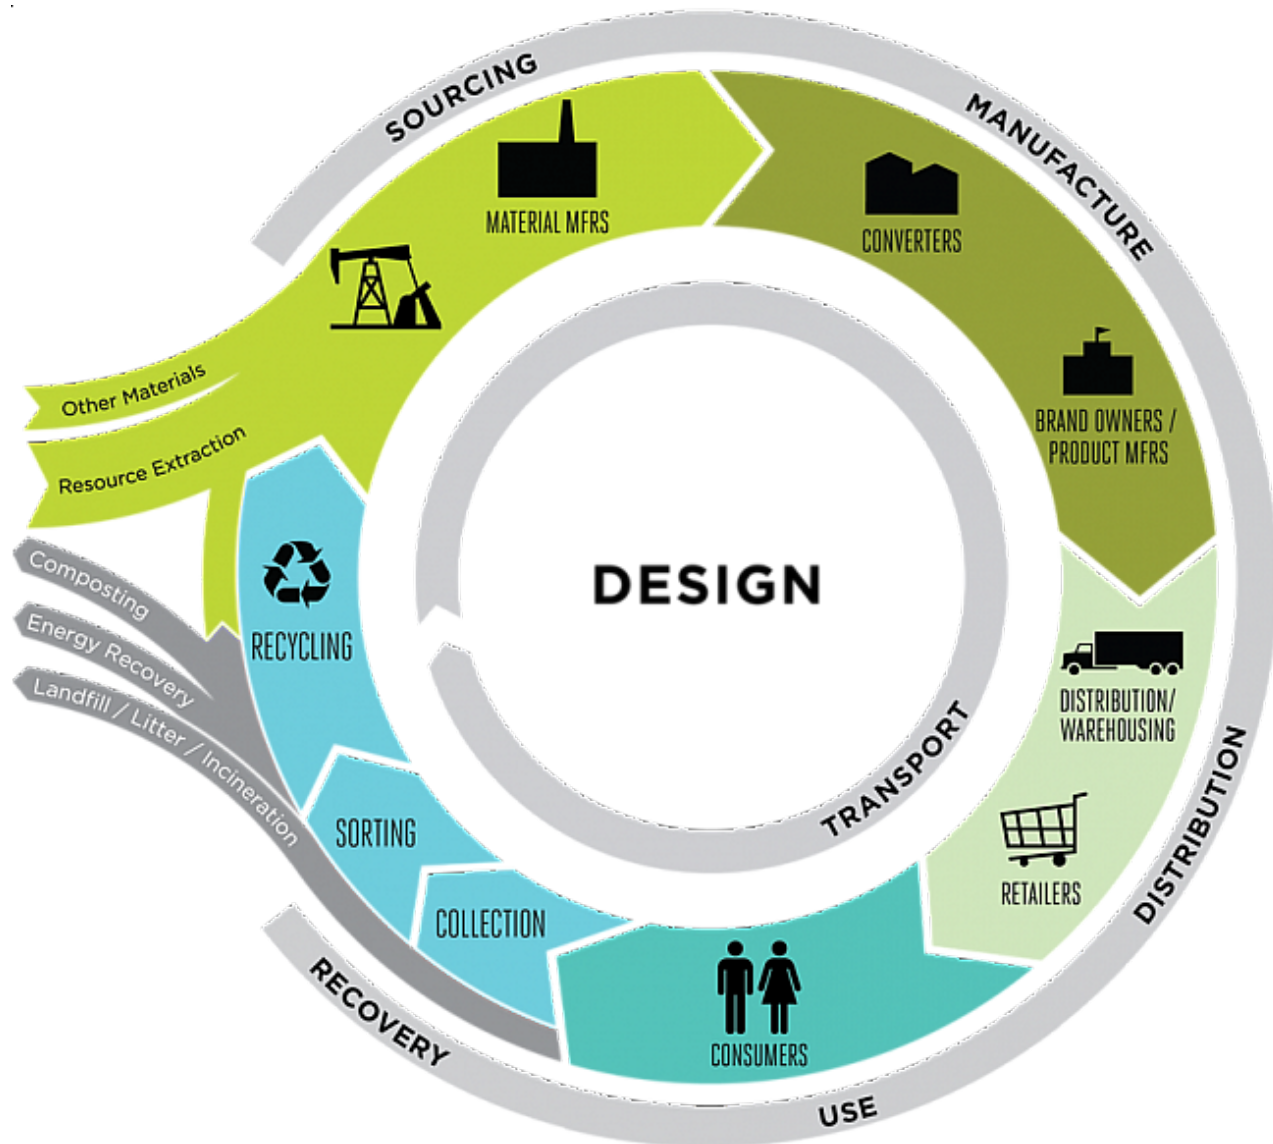 SOURCING
MANUFACTURE
MATERIAL MFRS
CONVERTERS
BRAND OWNERS /
PRODUCT MFRS
Other Materials
Resource Extraction
Composting
Energy Recovery
Landfill / Litter / Incineration
RECYCLING
DESIGN
TRANSPORT
DISTRIBUTION/
WAREHOUSING
DISTRIBUTION
SORTING
RETAILERS
COLLECTION
CONSUMERS
RECOVERY
USE